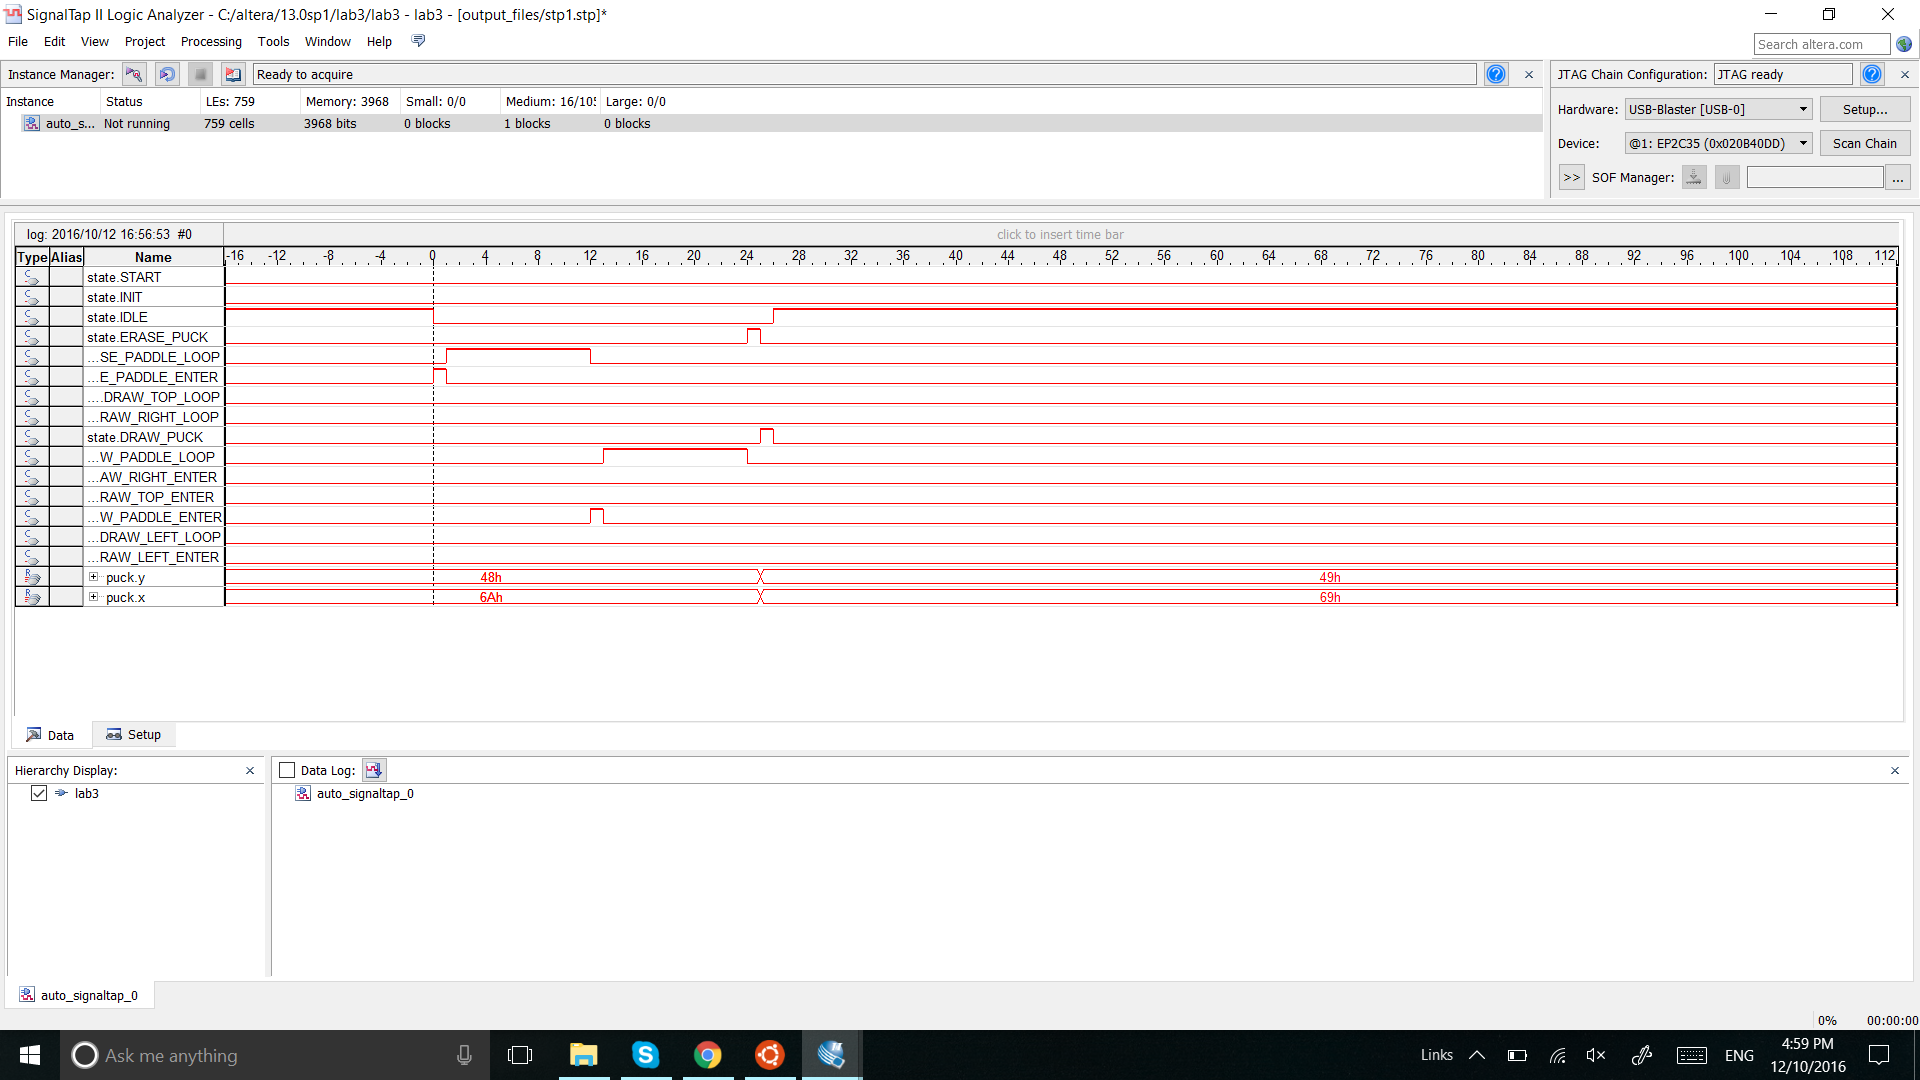 SignalTap II Logic Analyzer - C:/altera/13.0sp1/lab3/lab3 - lab3 - [output_files/stp1.stp]*
File Edit View Project Processing Tools Window Help
Search altera.com
Instance Manager: Ready to acquire
JTAG Chain Configuration: JTAG ready
Instance Status LEs: 759 Memory: 3968 Small: 0/0 Medium: 16/105 Large: 0/0
auto_s... Not running 759 cells 3968 bits 0 blocks 1 blocks 0 blocks
Hardware: USB-Blaster [USB-0] Setup...
Device: @1: EP2C35 (0x020B40DD) Scan Chain
>> SOF Manager: ...
log: 2016/10/12 16:56:53 #0 click to insert time bar
Type Alias Name -16 -12 -8 -4 0 4 8 12 16 20 24 28 32 36 40 44 48 52 56 60 64 68 72 76 80 84 88 92 96 100 104 108 112
state.START
state.INIT
state.IDLE
state.ERASE_PUCK
...SE_PADDLE_LOOP
...E_PADDLE_ENTER
....DRAW_TOP_LOOP
...RAW_RIGHT_LOOP
state.DRAW_PUCK
...W_PADDLE_LOOP
...AW_RIGHT_ENTER
...RAW_TOP_ENTER
...W_PADDLE_ENTER
...DRAW_LEFT_LOOP
...RAW_LEFT_ENTER
puck.y 48h 49h
puck.x 6Ah 69h
Data Setup
Hierarchy Display:
lab3
Data Log:
auto_signaltap_0
auto_signaltap_0
0% 00:00:00
Ask me anything
Links ENG
4:59 PM
12/10/2016